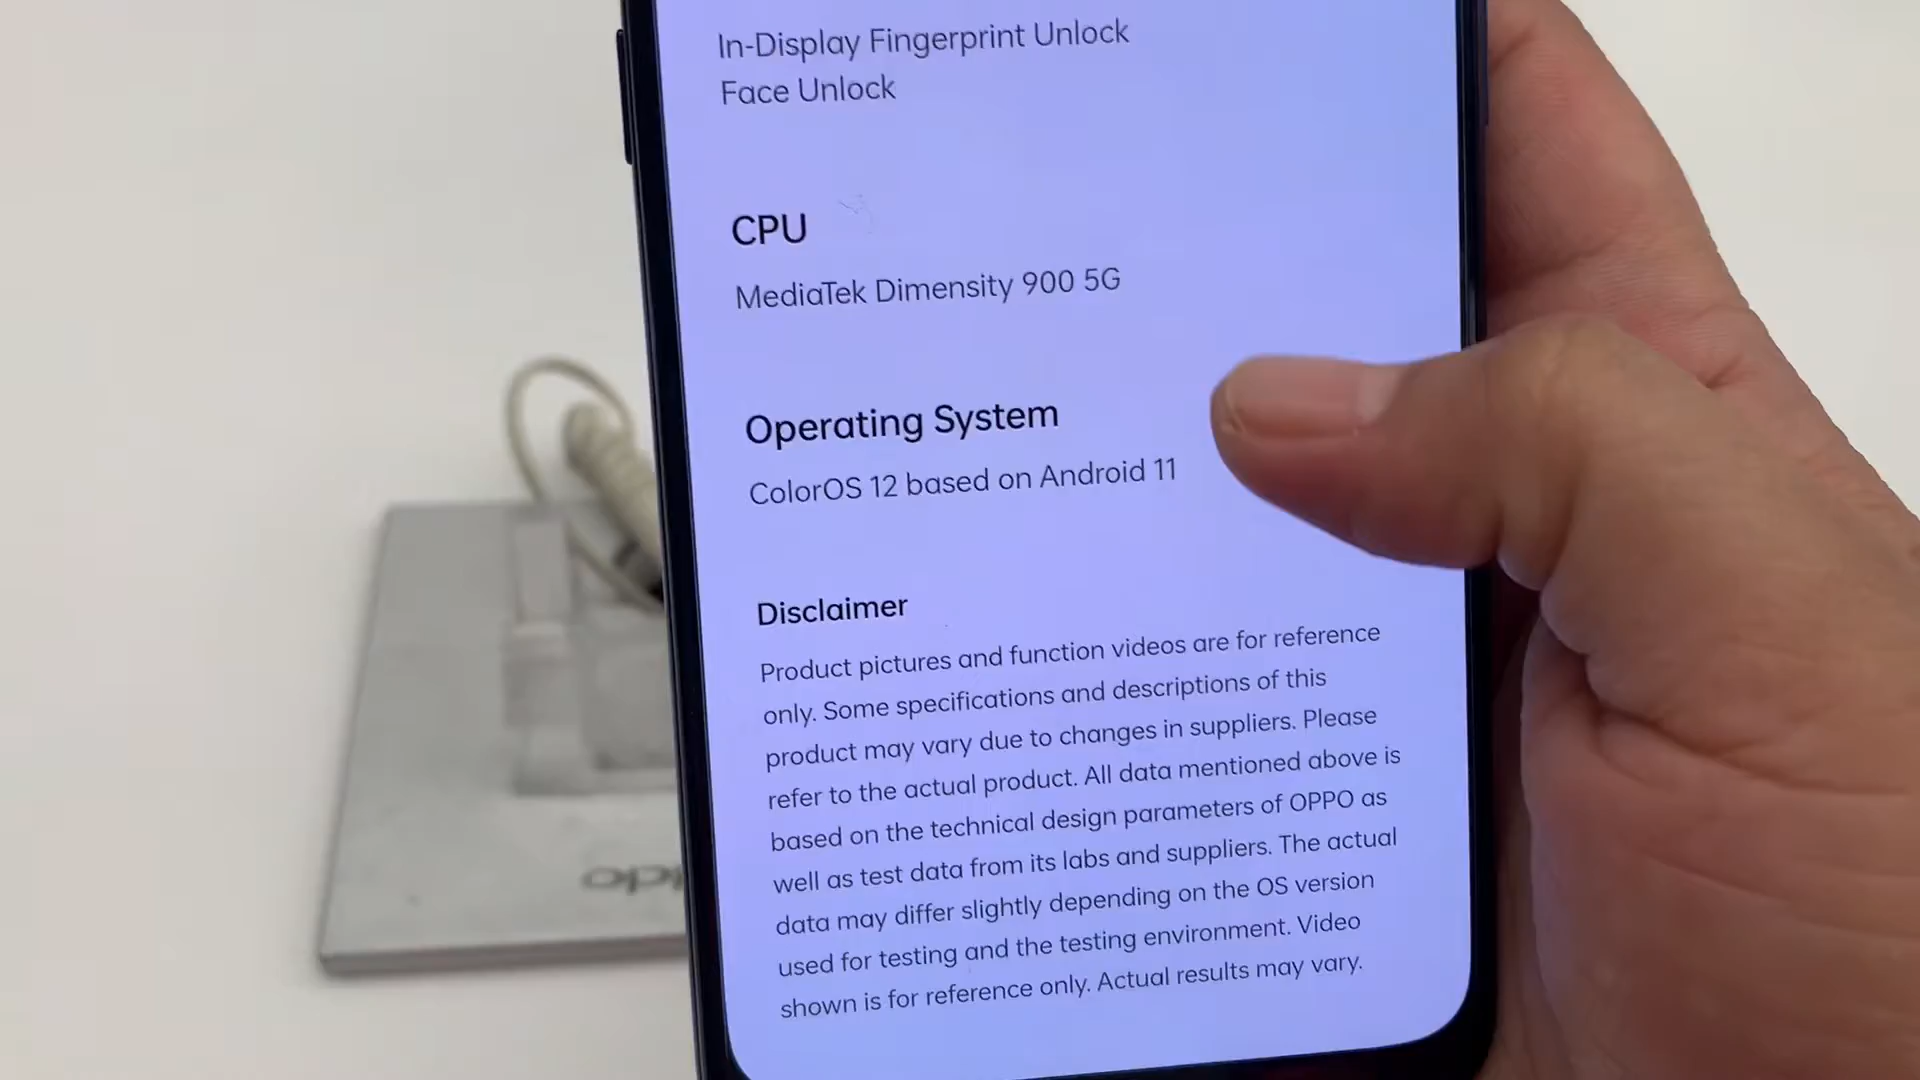 In-Display Fingerprint Unlock
Face Unlock
CPU
MediaTek Dimensity 900 5G
Operating System
ColorOS 12 based on Android 11
Disclaimer
Product pictures and function videos are for reference
only. Some specifications and descriptions of this
product may vary due to changes in suppliers. Please
refer to the actual product. All data mentioned above is
based on the technical design parameters of OPPO as
well as test data from its labs and suppliers. The actual
data may differ slightly depending on the OS version
used for testing and the testing environment. Video
shown is for reference only. Actual results may vary.